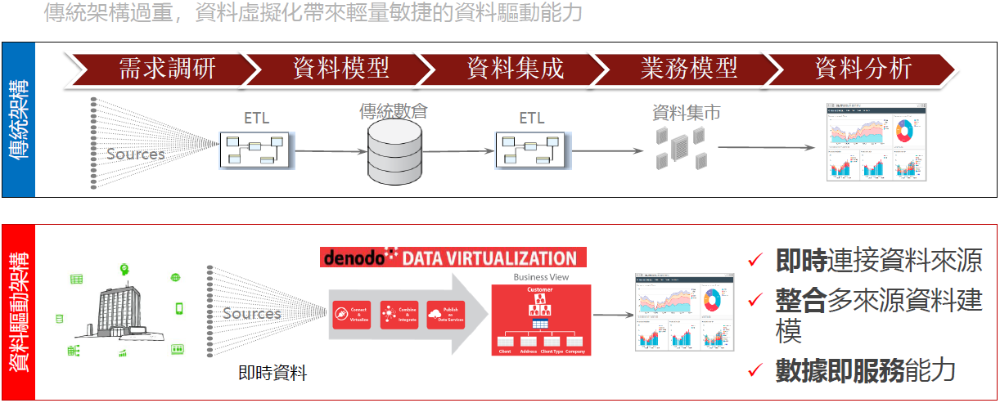 傳統架構過重，資料虛擬化帶來輕量敏捷的資料驅動能力
傳統架構
需求調研
資料模型
資料集成
業務模型
資料分析
Sources
ETL
傳統數倉
ETL
資料集市
資料驅動架構
Sources
即時資料
denodo DATA VIRTUALIZATION
Connect
&
Virtualize
Combine
&
Integrate
Publish
as
Data Services
Business View
Customer
Client Address Client Type Company
✓ 即時連接資料來源
✓ 整合多來源資料建
模
✓ 數據即服務能力